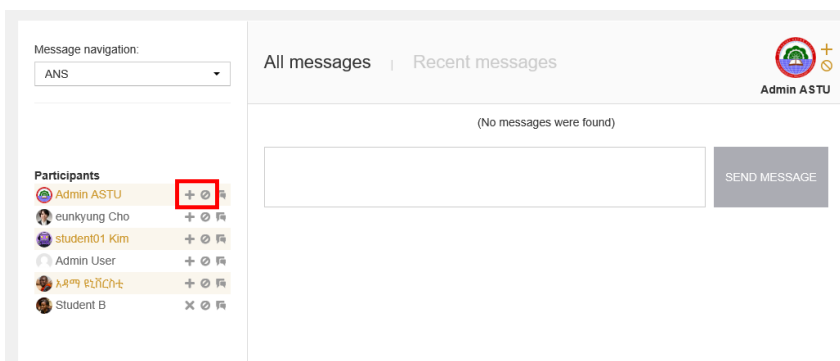 Message navigation:
ANS
All messages | Recent messages
Admin ASTU
(No messages were found)
SEND MESSAGE
Participants
Admin ASTU
eunkyung Cho
student01 Kim
Admin User
አዳማ ዩኒቨርስቲ
Student B